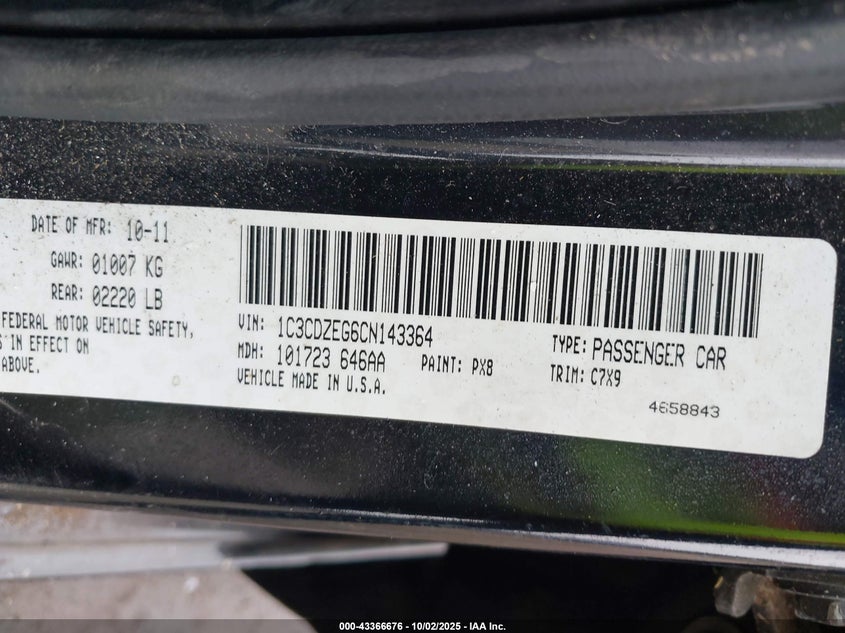 DATE OF MFR: 10-11
GAWR: 01007 KG
REAR: 02220 LB
FEDERAL MOTOR VEHICLE SAFETY,
IN EFFECT ON
ABOVE.
VIN: 1C3CDZEG6CN143364
TYPE: PASSENGER CAR
MDH: 101723 646AA
PAINT: PX8
TRIM: C7X9
VEHICLE MADE IN U.S.A.
4658843
000-43366676 - 10/02/2025 - IAA Inc.